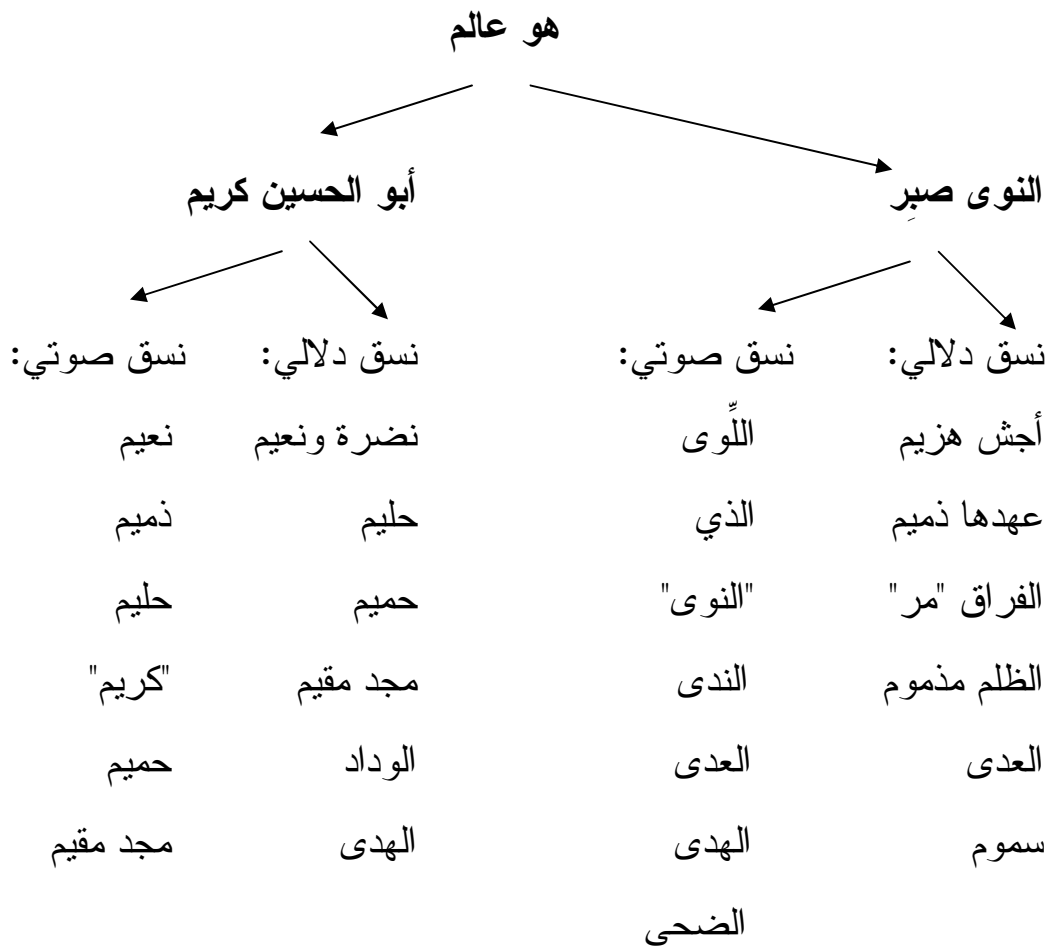 هو عالم
النوى صبِر أبو الحسين كريم
نسق دلالي: نسق صوتي: نسق دلالي: نسق صوتي:
أجش هزيم اللِّوى نضرة ونعيم نعيم
عهدها ذميم الذي حليم ذميم
الفراق "مر" "النوى" حميم حليم
الظلم مذموم الندى مجد مقيم "كريم"
العدى العدى الوداد حميم
سموم الهدى الهدى مجد مقيم
الضحى